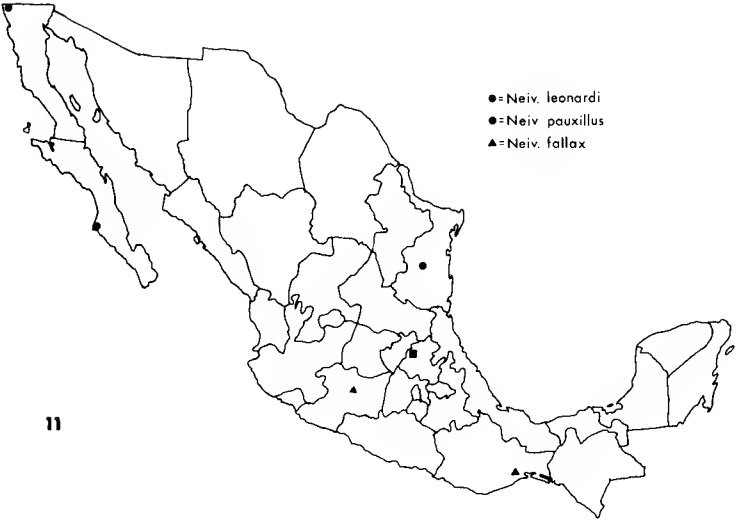 ●=Neiv. leonardi
●=Neiv pauxillus
▲=Neiv. fallax
11